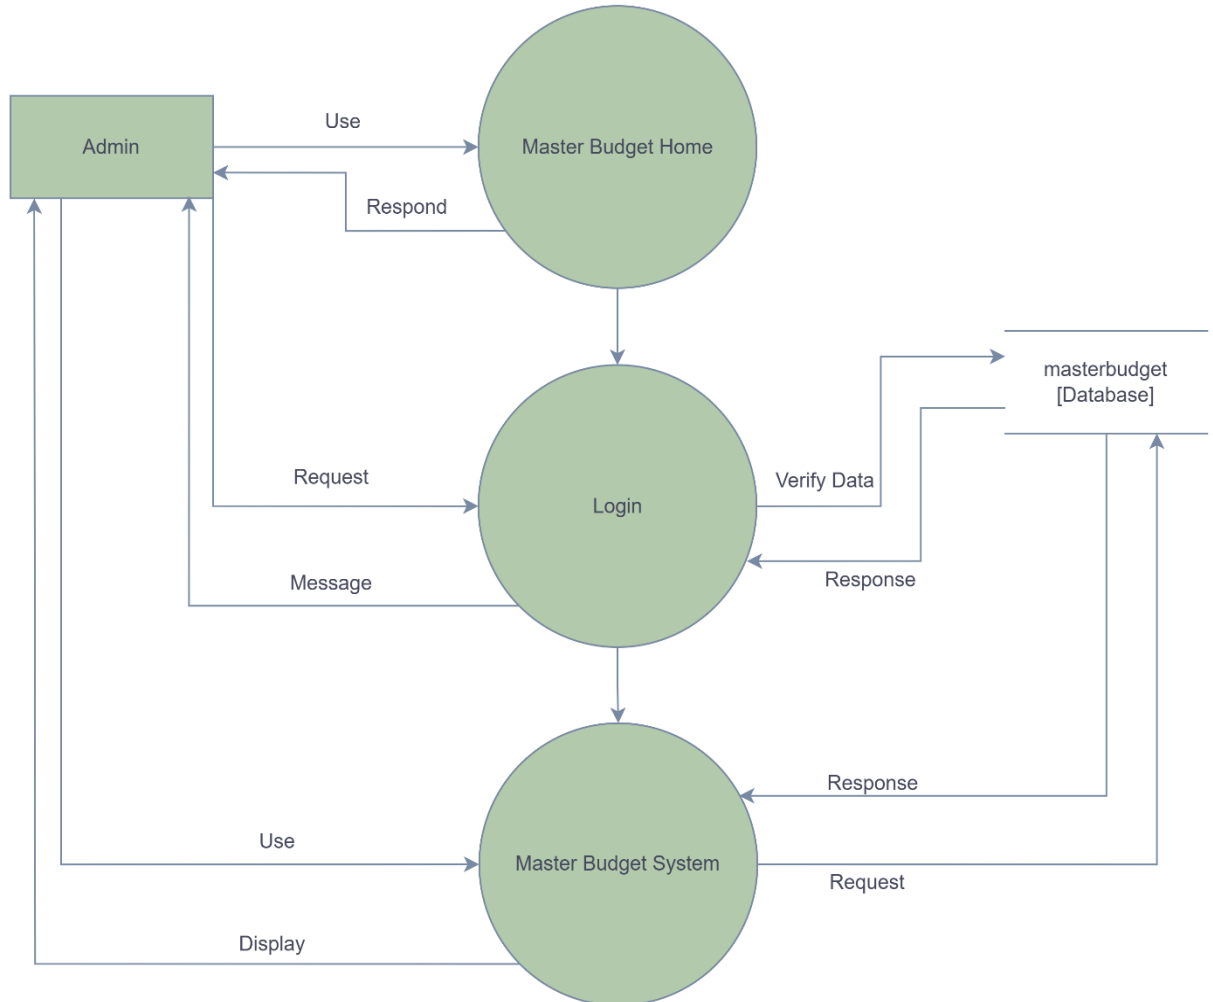 Use
Admin
Master Budget Home
Respond
masterbudget
[Database]
Request
Verify Data
Login
Message
Response
Response
Use
Master Budget System
Request
Display